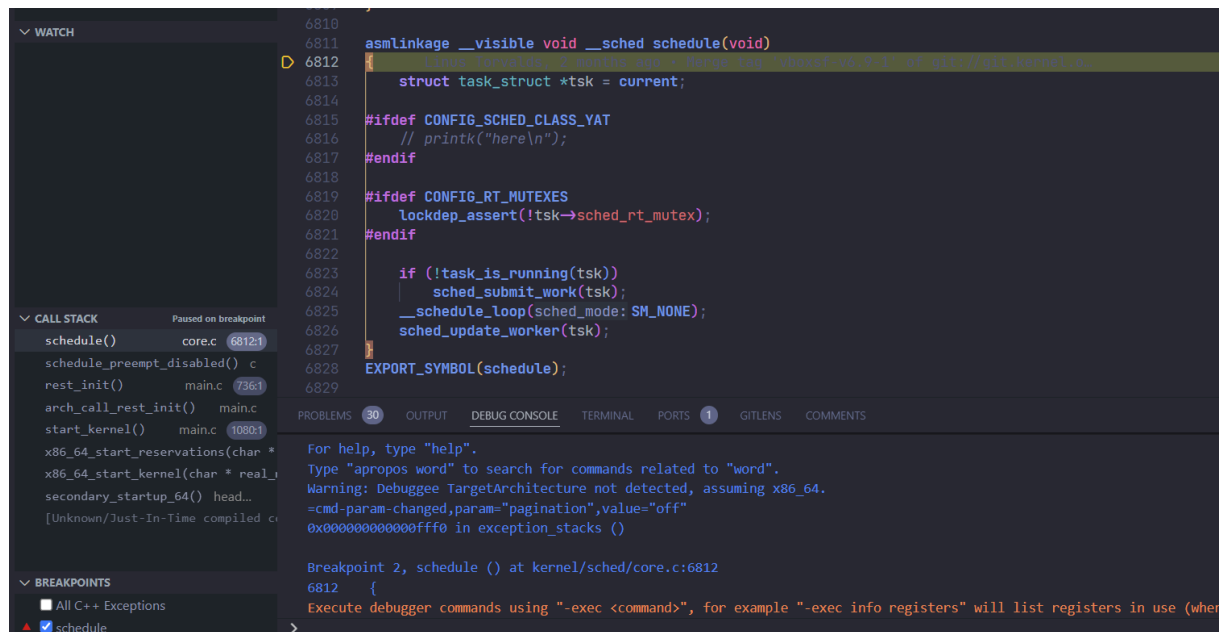 WATCH
6810
6811 asmlinkage __visible void __sched schedule(void)
6812 {
6813 struct task_struct *tsk = current;
6814
6815 #ifdef CONFIG_SCHED_CLASS_YAT
6816 // printk("here\n");
6817 #endif
6818
6819 #ifdef CONFIG_RT_MUTEXES
6820 lockdep_assert(!tsk→sched_rt_mutex);
6821 #endif
6822
6823 if (!task_is_running(tsk))
6824 sched_submit_work(tsk);
6825 __schedule_loop(sched_mode: SM_NONE);
6826 sched_update_worker(tsk);
6827 }
6828 EXPORT_SYMBOL(schedule);
6829
CALL STACK Paused on breakpoint
schedule() core.c 6812:1
schedule_preempt_disabled() c
rest_init() main.c 736:1
arch_call_rest_init() main.c
start_kernel() main.c 1080:1
x86_64_start_reservations(char *
x86_64_start_kernel(char * real_
secondary_startup_64() head...
[Unknown/Just-In-Time compiled c
BREAKPOINTS
All C++ Exceptions
schedule
PROBLEMS 30 OUTPUT DEBUG CONSOLE TERMINAL PORTS 1 GITLENS COMMENTS
For help, type "help".
Type "apropos word" to search for commands related to "word".
Warning: Debuggee TargetArchitecture not detected, assuming x86_64.
=cmd-param-changed,param="pagination",value="off"
0x000000000000fff0 in exception_stacks ()
Breakpoint 2, schedule () at kernel/sched/core.c:6812
6812 {
Execute debugger commands using "-exec <command>", for example "-exec info registers" will list registers in use (when
>